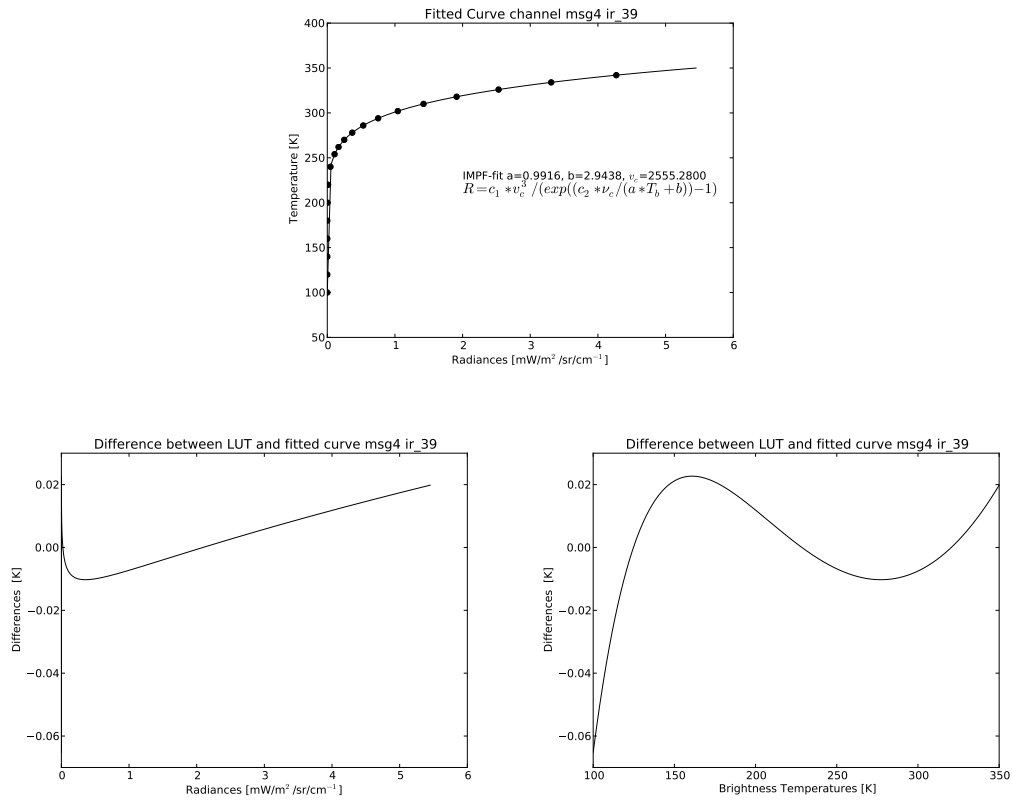 Fitted Curve channel msg4 ir_39
400
350
300
250
200
150
100
50
Temperature [K]
IMPF-fit a=0.9916, b=2.9438, v_c=2555.2800
R=c_1*v_c^3/(exp((c_2*ν_c/(a*T_b+b))−1)
0 1 2 3 4 5 6
Radiances [mW/m² /sr/cm⁻¹ ]
Difference between LUT and fitted curve msg4 ir_39
0.02
0.00
−0.02
−0.04
−0.06
Differences [K]
0 1 2 3 4 5 6
Radiances [mW/m² /sr/cm⁻¹ ]
Difference between LUT and fitted curve msg4 ir_39
0.02
0.00
−0.02
−0.04
−0.06
Differences [K]
100 150 200 250 300 350
Brightness Temperatures [K]